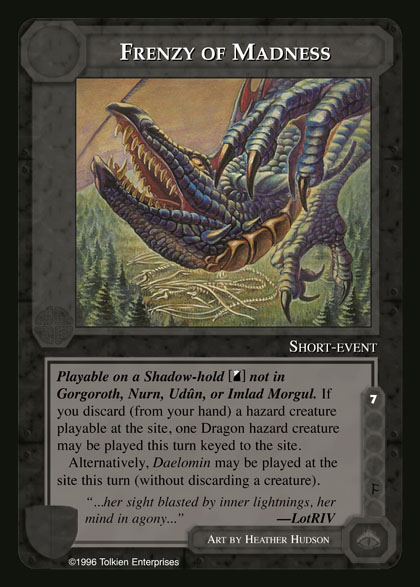 Frenzy of Madness
Short-event
Playable on a Shadow-hold [] not in
Gorgoroth, Nurn, Udûn, or Imlad Morgul. If
you discard (from your hand) a hazard creature
playable at the site, one Dragon hazard creature
may be played this turn keyed to the site.
Alternatively, Daelomin may be played at the
site this turn (without discarding a creature).
7
F
“...her sight blasted by inner lightnings, her
mind in agony...” —LotRIV
Art by Heather Hudson
©1996 Tolkien Enterprises